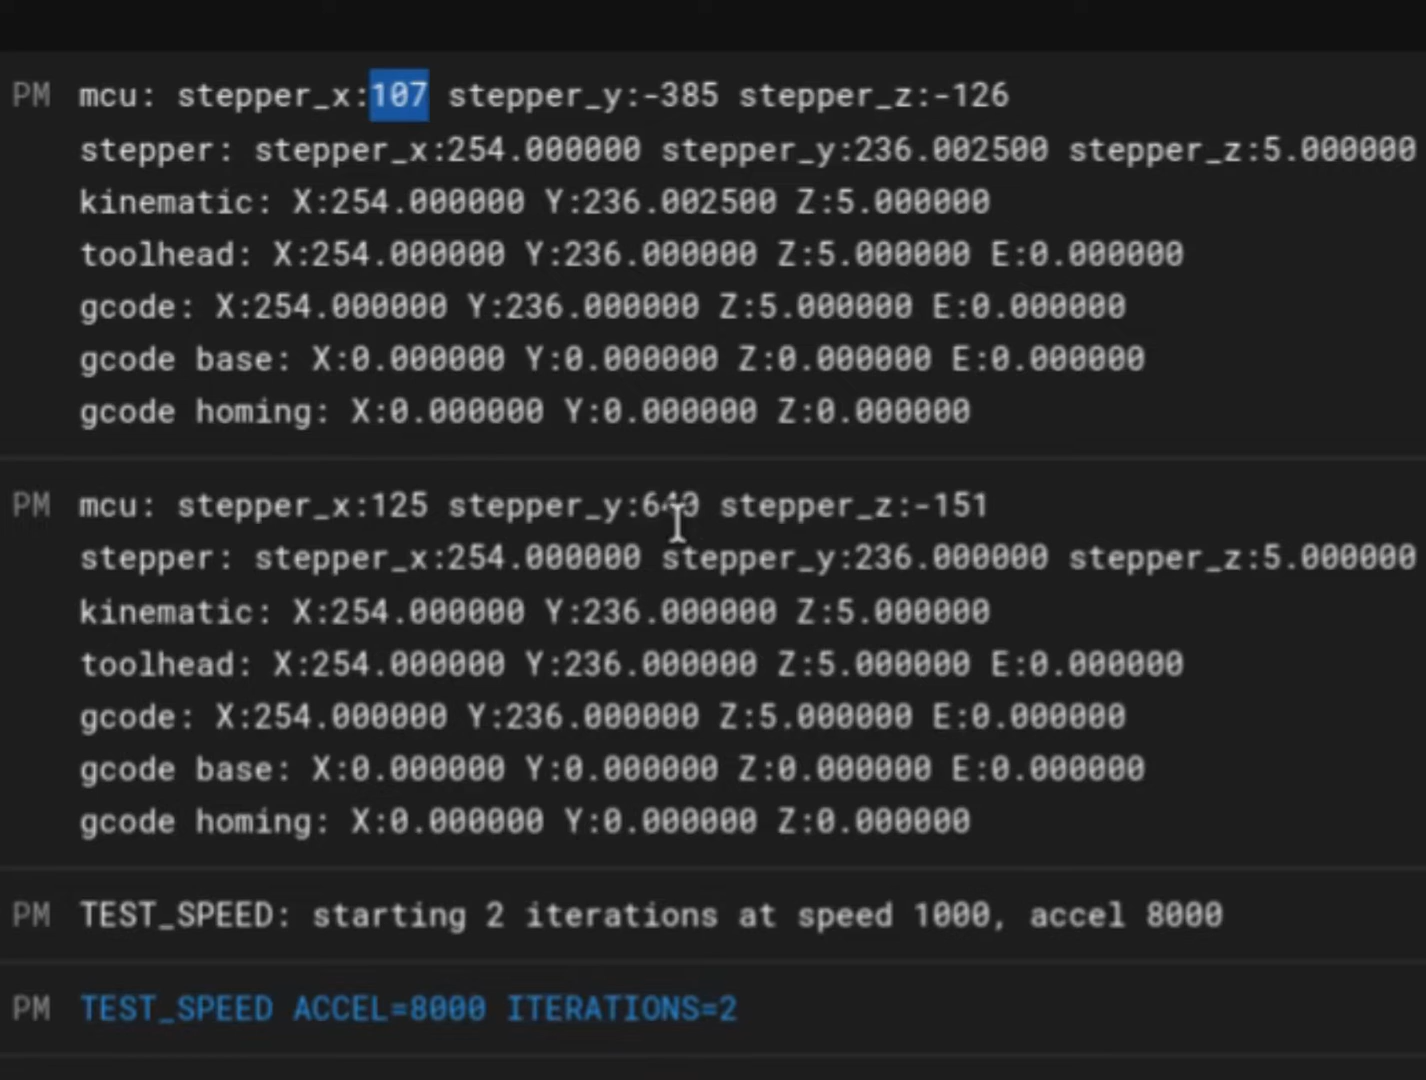 PM mcu: stepper_x:107 stepper_y:-385 stepper_z:-126
stepper: stepper_x:254.000000 stepper_y:236.002500 stepper_z:5.000000
kinematic: X:254.000000 Y:236.002500 Z:5.000000
toolhead: X:254.000000 Y:236.000000 Z:5.000000 E:0.000000
gcode: X:254.000000 Y:236.000000 Z:5.000000 E:0.000000
gcode base: X:0.000000 Y:0.000000 Z:0.000000 E:0.000000
gcode homing: X:0.000000 Y:0.000000 Z:0.000000
PM mcu: stepper_x:125 stepper_z:-151
stepper: stepper_x:254.000000 stepper_y:236.000000 stepper_z:5.000000
kinematic: X:254.000000 Y:236.000000 Z:5.000000
toolhead: X:254.000000 Y:236.000000 Z:5.000000 E:0.000000
gcode: X:254.000000 Y:236.000000 Z:5.000000 E:0.000000
gcode base: X:0.000000 Y:0.000000 Z:0.000000 E:0.000000
gcode homing: X:0.000000 Y:0.000000 Z:0.000000
PM TEST_SPEED: starting 2 iterations at speed 1000, accel 8000
PM TEST_SPEED ACCEL=8000 ITERATIONS=2